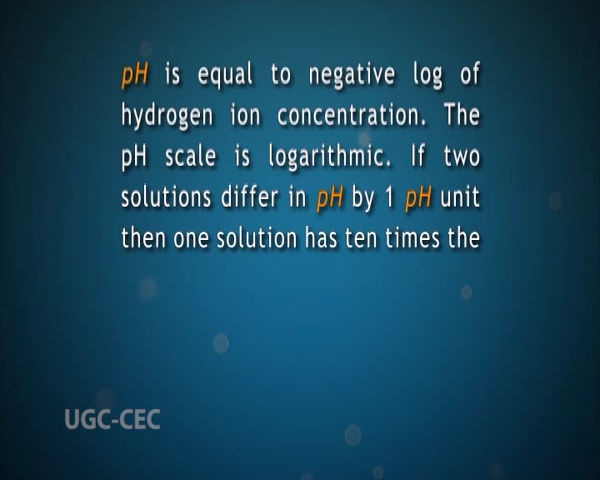 pH is equal to negative log of
hydrogen ion concentration. The
pH scale is logarithmic. If two
solutions differ in pH by 1 pH unit
then one solution has ten times the
UGC-CEC